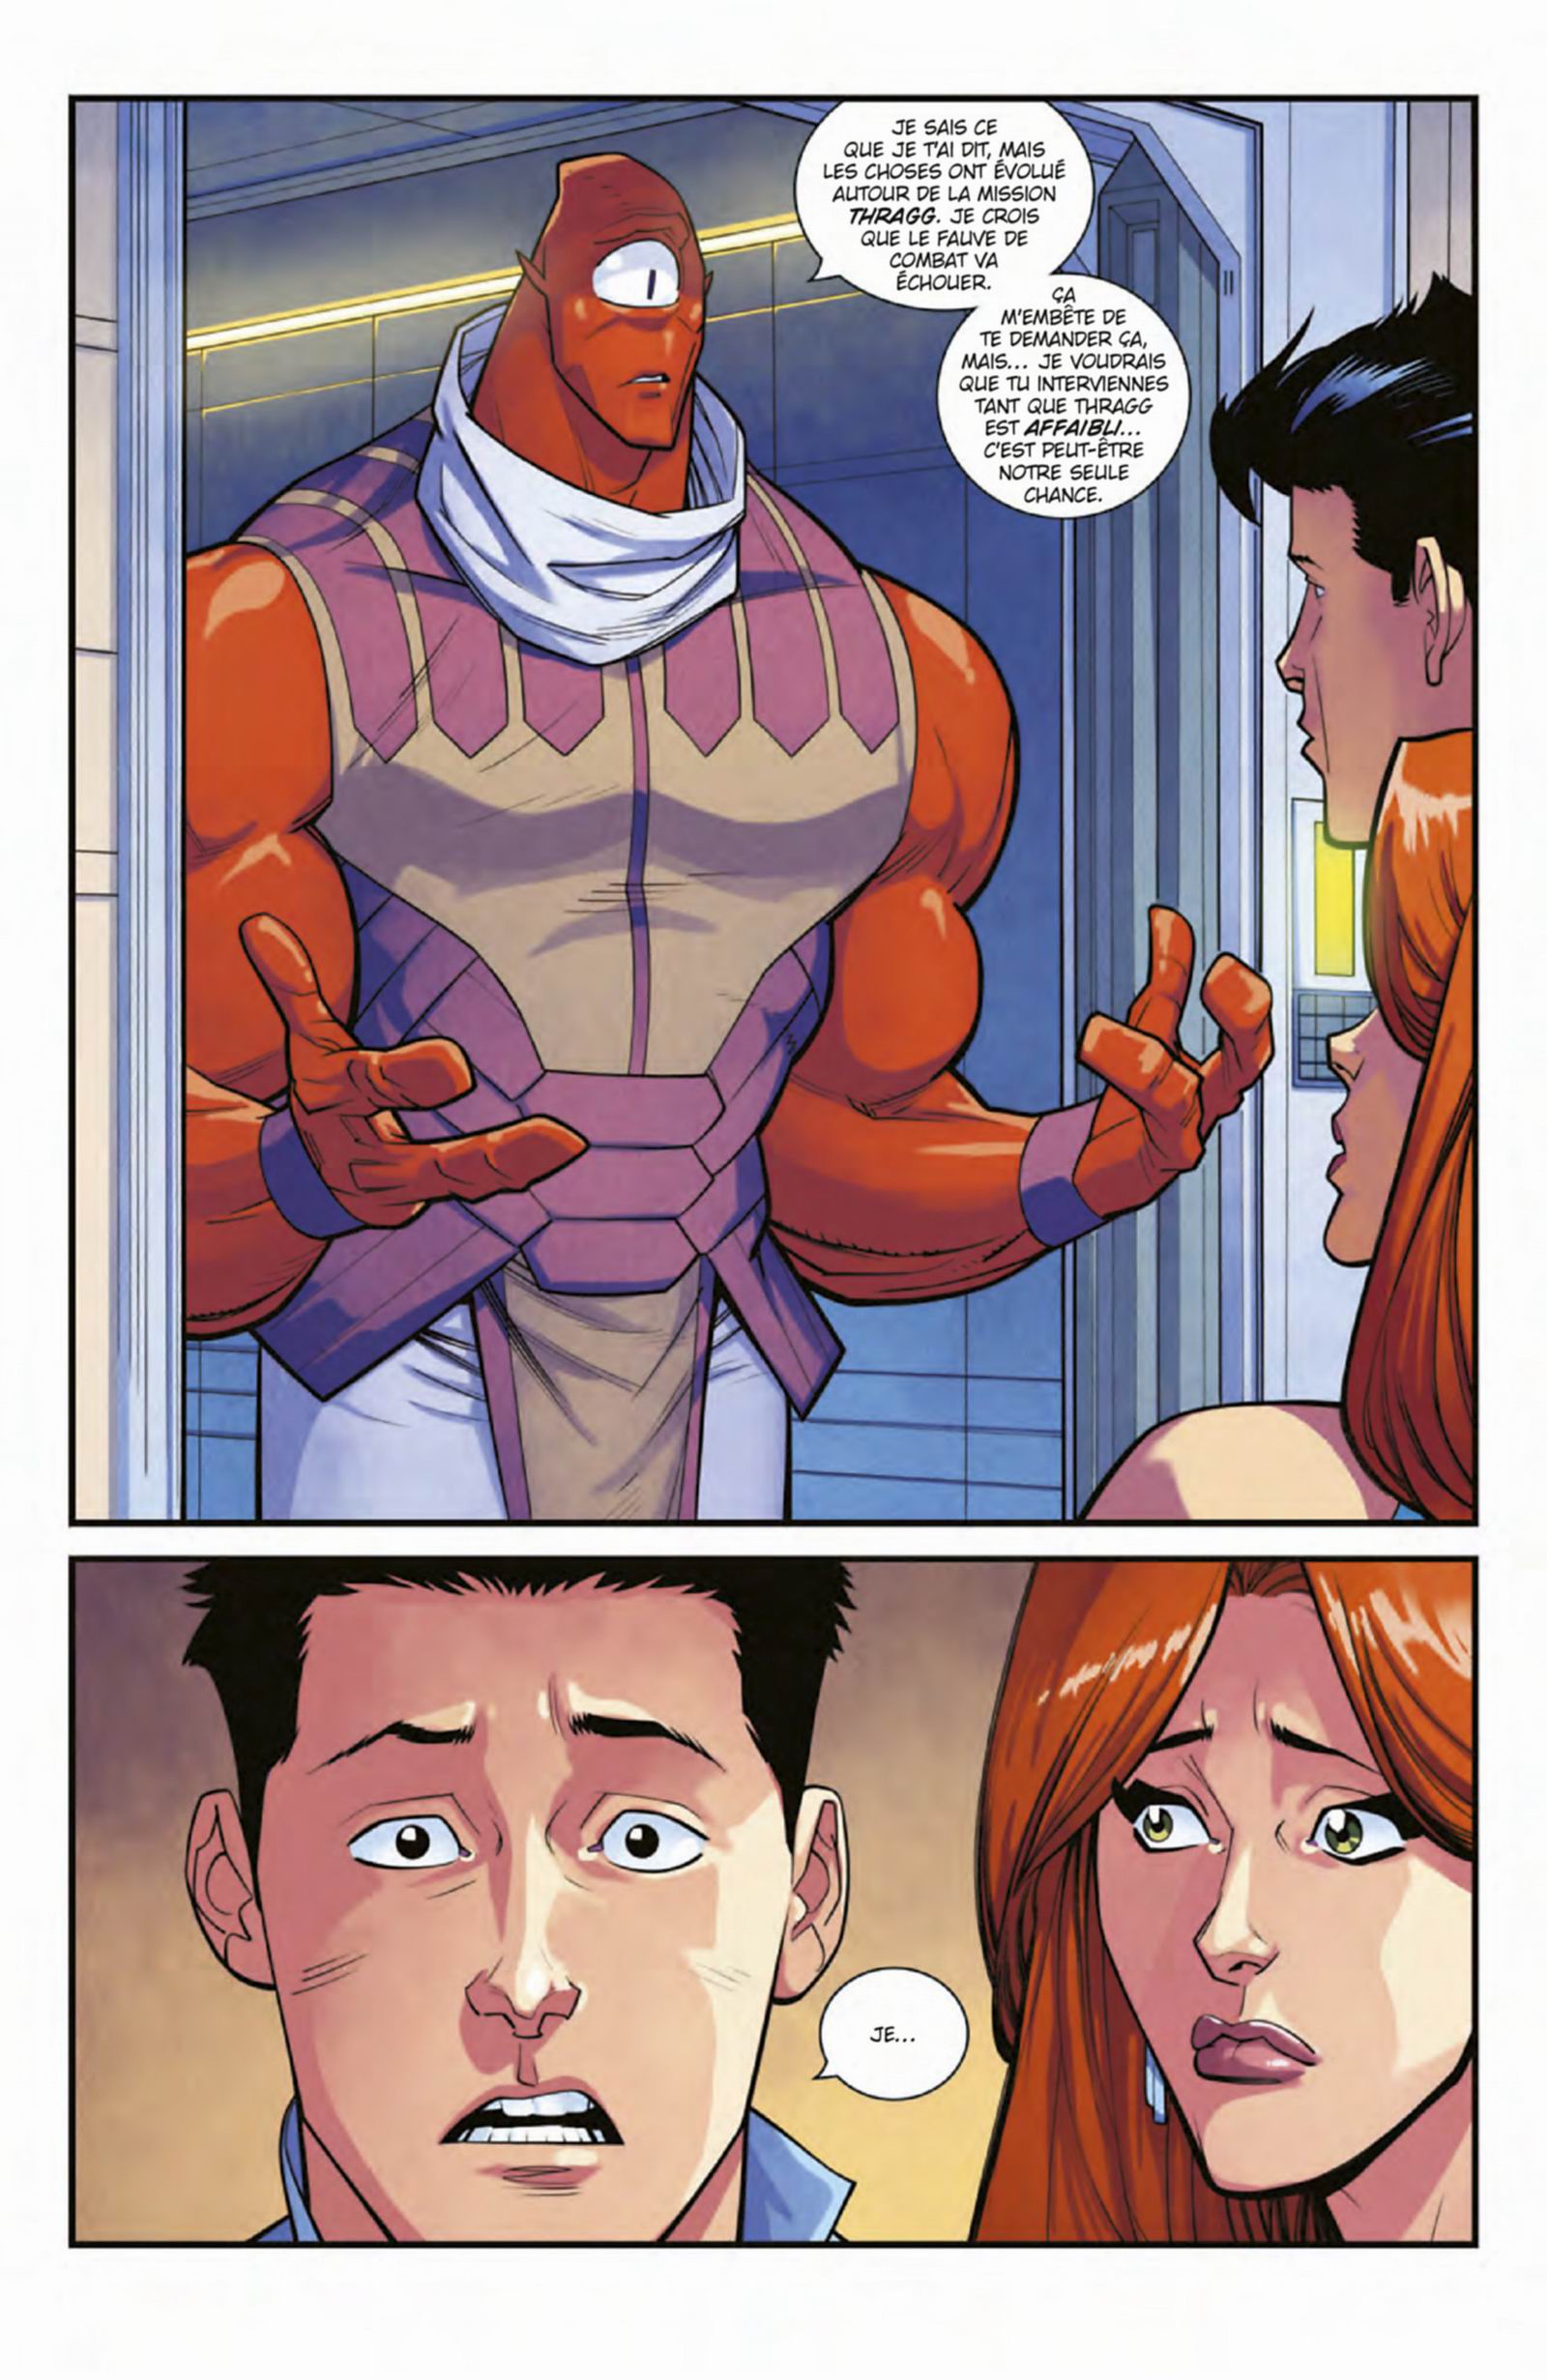 JE SAIS CE
QUE JE T'AI DIT, MAIS
LES CHOSES ONT ÉVOLUÉ
AUTOUR DE LA MISSION
THRAGG. JE CROIS
QUE LE FAUVE DE
COMBAT VA
ÉCHOUER.
ÇA
M'EMBÊTE DE
TE DEMANDER ÇA,
MAIS... JE VOUDRAIS
QUE TU INTERVIENNES
TANT QUE THRAGG
EST AFFAIBLI...
C'EST PEUT-ÊTRE
NOTRE SEULE
CHANCE.
JE...